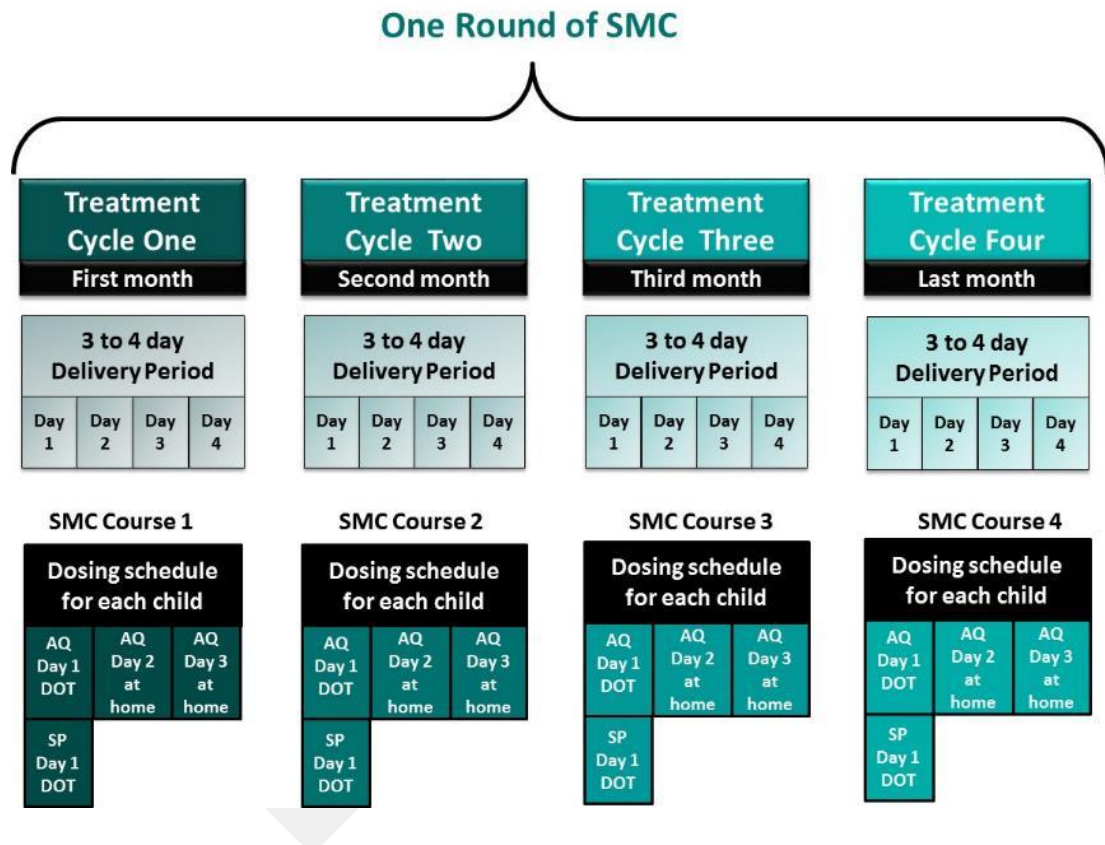 One Round of SMC
Treatment
Cycle One
First month
Treatment
Cycle Two
Second month
Treatment
Cycle Three
Third month
Treatment
Cycle Four
Last month
3 to 4 day
Delivery Period
Day
1
Day
2
Day
3
Day
4
3 to 4 day
Delivery Period
Day
1
Day
2
Day
3
Day
4
3 to 4 day
Delivery Period
Day
1
Day
2
Day
3
Day
4
3 to 4 day
Delivery Period
Day
1
Day
2
Day
3
Day
4
SMC Course 1
Dosing schedule
for each child
AQ
Day 1
DOT
AQ
Day 2
at
home
AQ
Day 3
at
home
SP
Day 1
DOT
SMC Course 2
Dosing schedule
for each child
AQ
Day 1
DOT
AQ
Day 2
at
home
AQ
Day 3
at
home
SP
Day 1
DOT
SMC Course 3
Dosing schedule
for each child
AQ
Day 1
DOT
AQ
Day 2
at
home
AQ
Day 3
at
home
SP
Day 1
DOT
SMC Course 4
Dosing schedule
for each child
AQ
Day 1
DOT
AQ
Day 2
at
home
AQ
Day 3
at
home
SP
Day 1
DOT